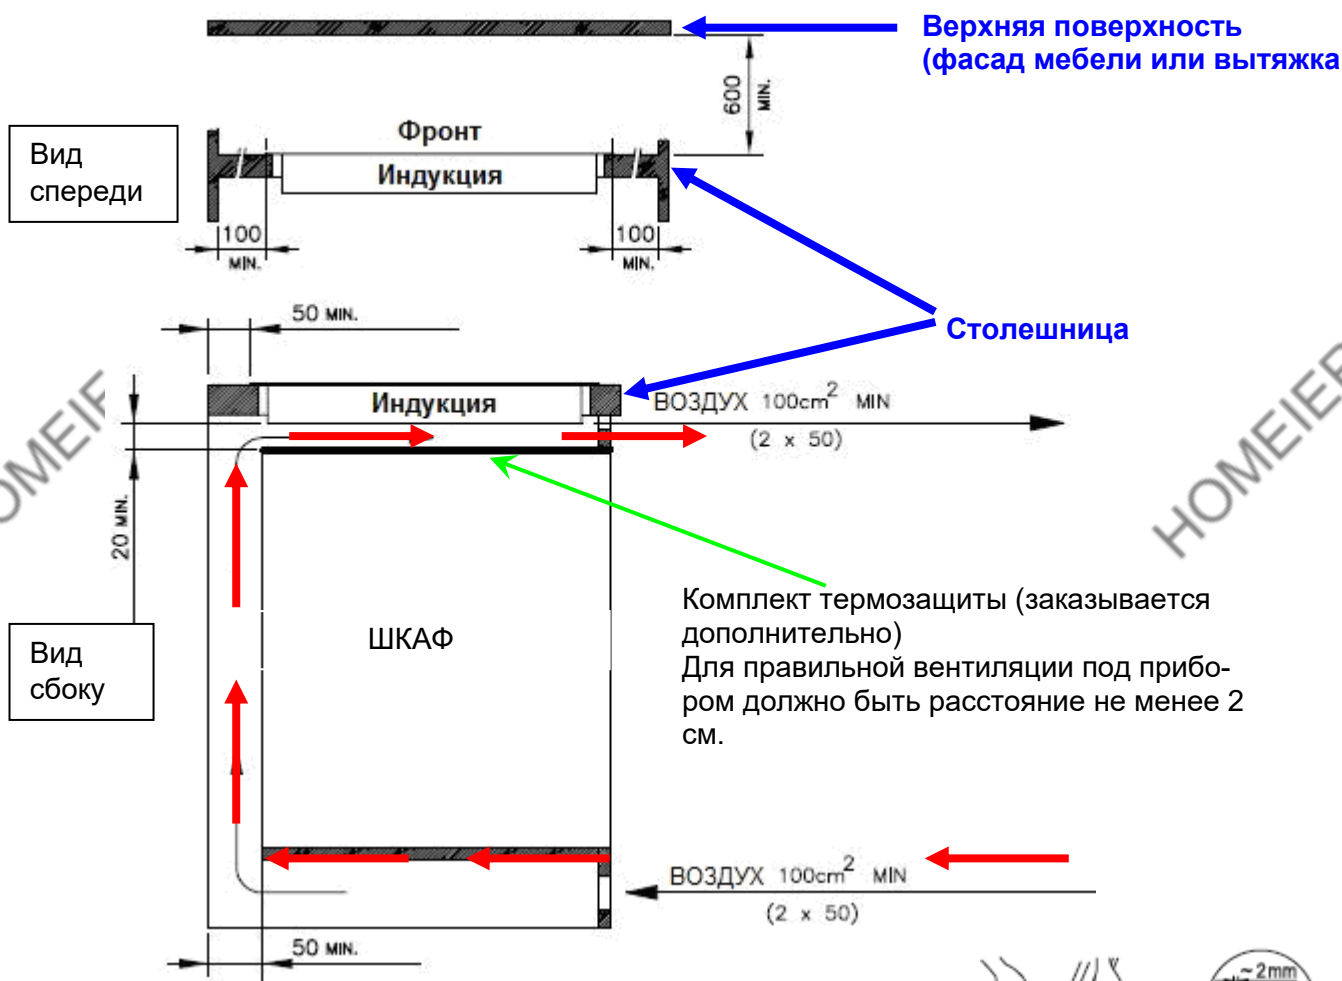 Верхняя поверхность
(фасад мебели или вытяжка
600
MIN.
Вид
спереди
Фронт
Индукция
100
MIN.
100
MIN.
50 MIN.
Столешница
Индукция
ВОЗДУХ 100cm² MIN
(2 x 50)
20 MIN.
Комплект термозащиты (заказывается
дополнительно)
Для правильной вентиляции под прибо-
ром должно быть расстояние не менее 2
см.
ШКАФ
Вид
сбоку
ВОЗДУХ 100cm² MIN
(2 x 50)
50 MIN.
~2mm
OMEIE
HOMEIER